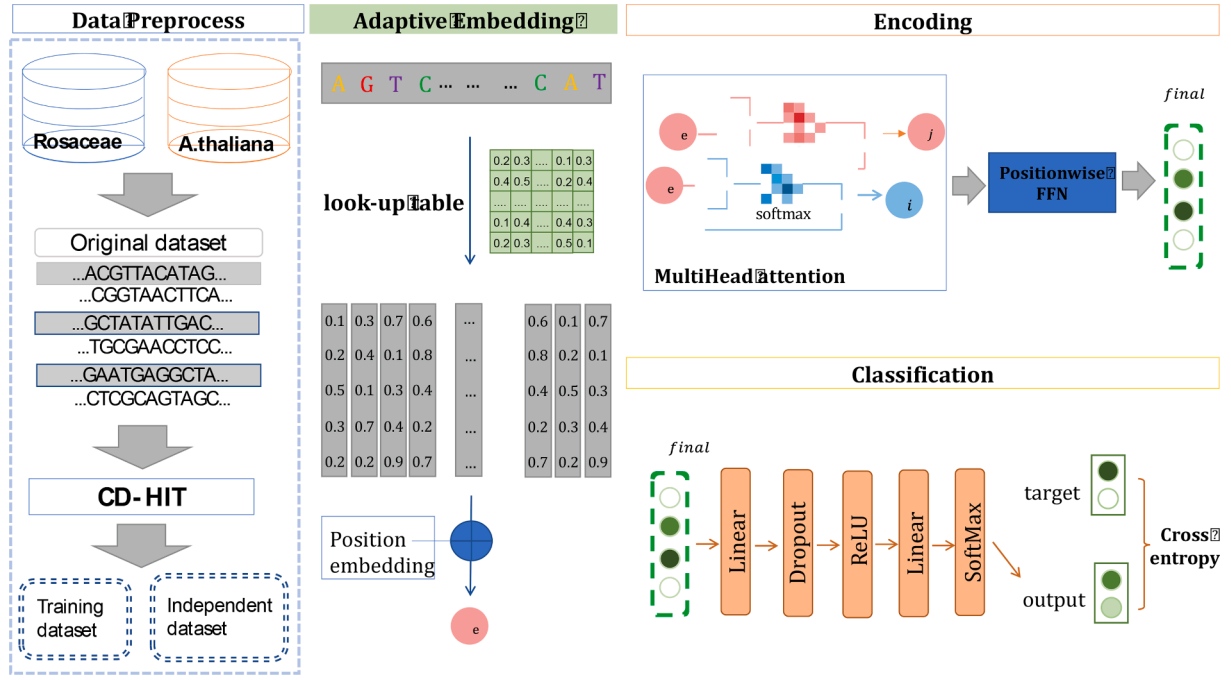 Data Preprocess
Rosaceae
A.thaliana
Original dataset
...ACGTTACATAG...
...CGGTAACTTCA...
...GCTATATTGAC...
...TGCGAACCTCC...
...GAATGAGGCTA...
...CTCGCAGTAGC...
CD-HIT
Training
dataset
Independent
dataset
Adaptive Embedding
A G T C ... ... ... C A T
look-up table
0.2 0.3 .... 0.1 0.3
0.4 0.5 .... 0.2 0.4
.... .... .... .... ....
0.1 0.4 .... 0.4 0.3
0.2 0.3 .... 0.5 0.1
0.1 0.3 0.7 0.6 ... 0.6 0.1 0.7
0.2 0.4 0.1 0.8 ... 0.8 0.2 0.1
0.5 0.1 0.3 0.4 ... 0.4 0.5 0.3
0.3 0.7 0.4 0.2 ... 0.2 0.3 0.4
0.2 0.2 0.9 0.7 ... 0.7 0.2 0.9
Position
embedding
e
Encoding
e
j
e
i
softmax
MultiHead attention
Positionwise
FFN
final
Classification
final
Linear
Dropout
ReLU
Linear
SoftMax
target
output
Cross
entropy